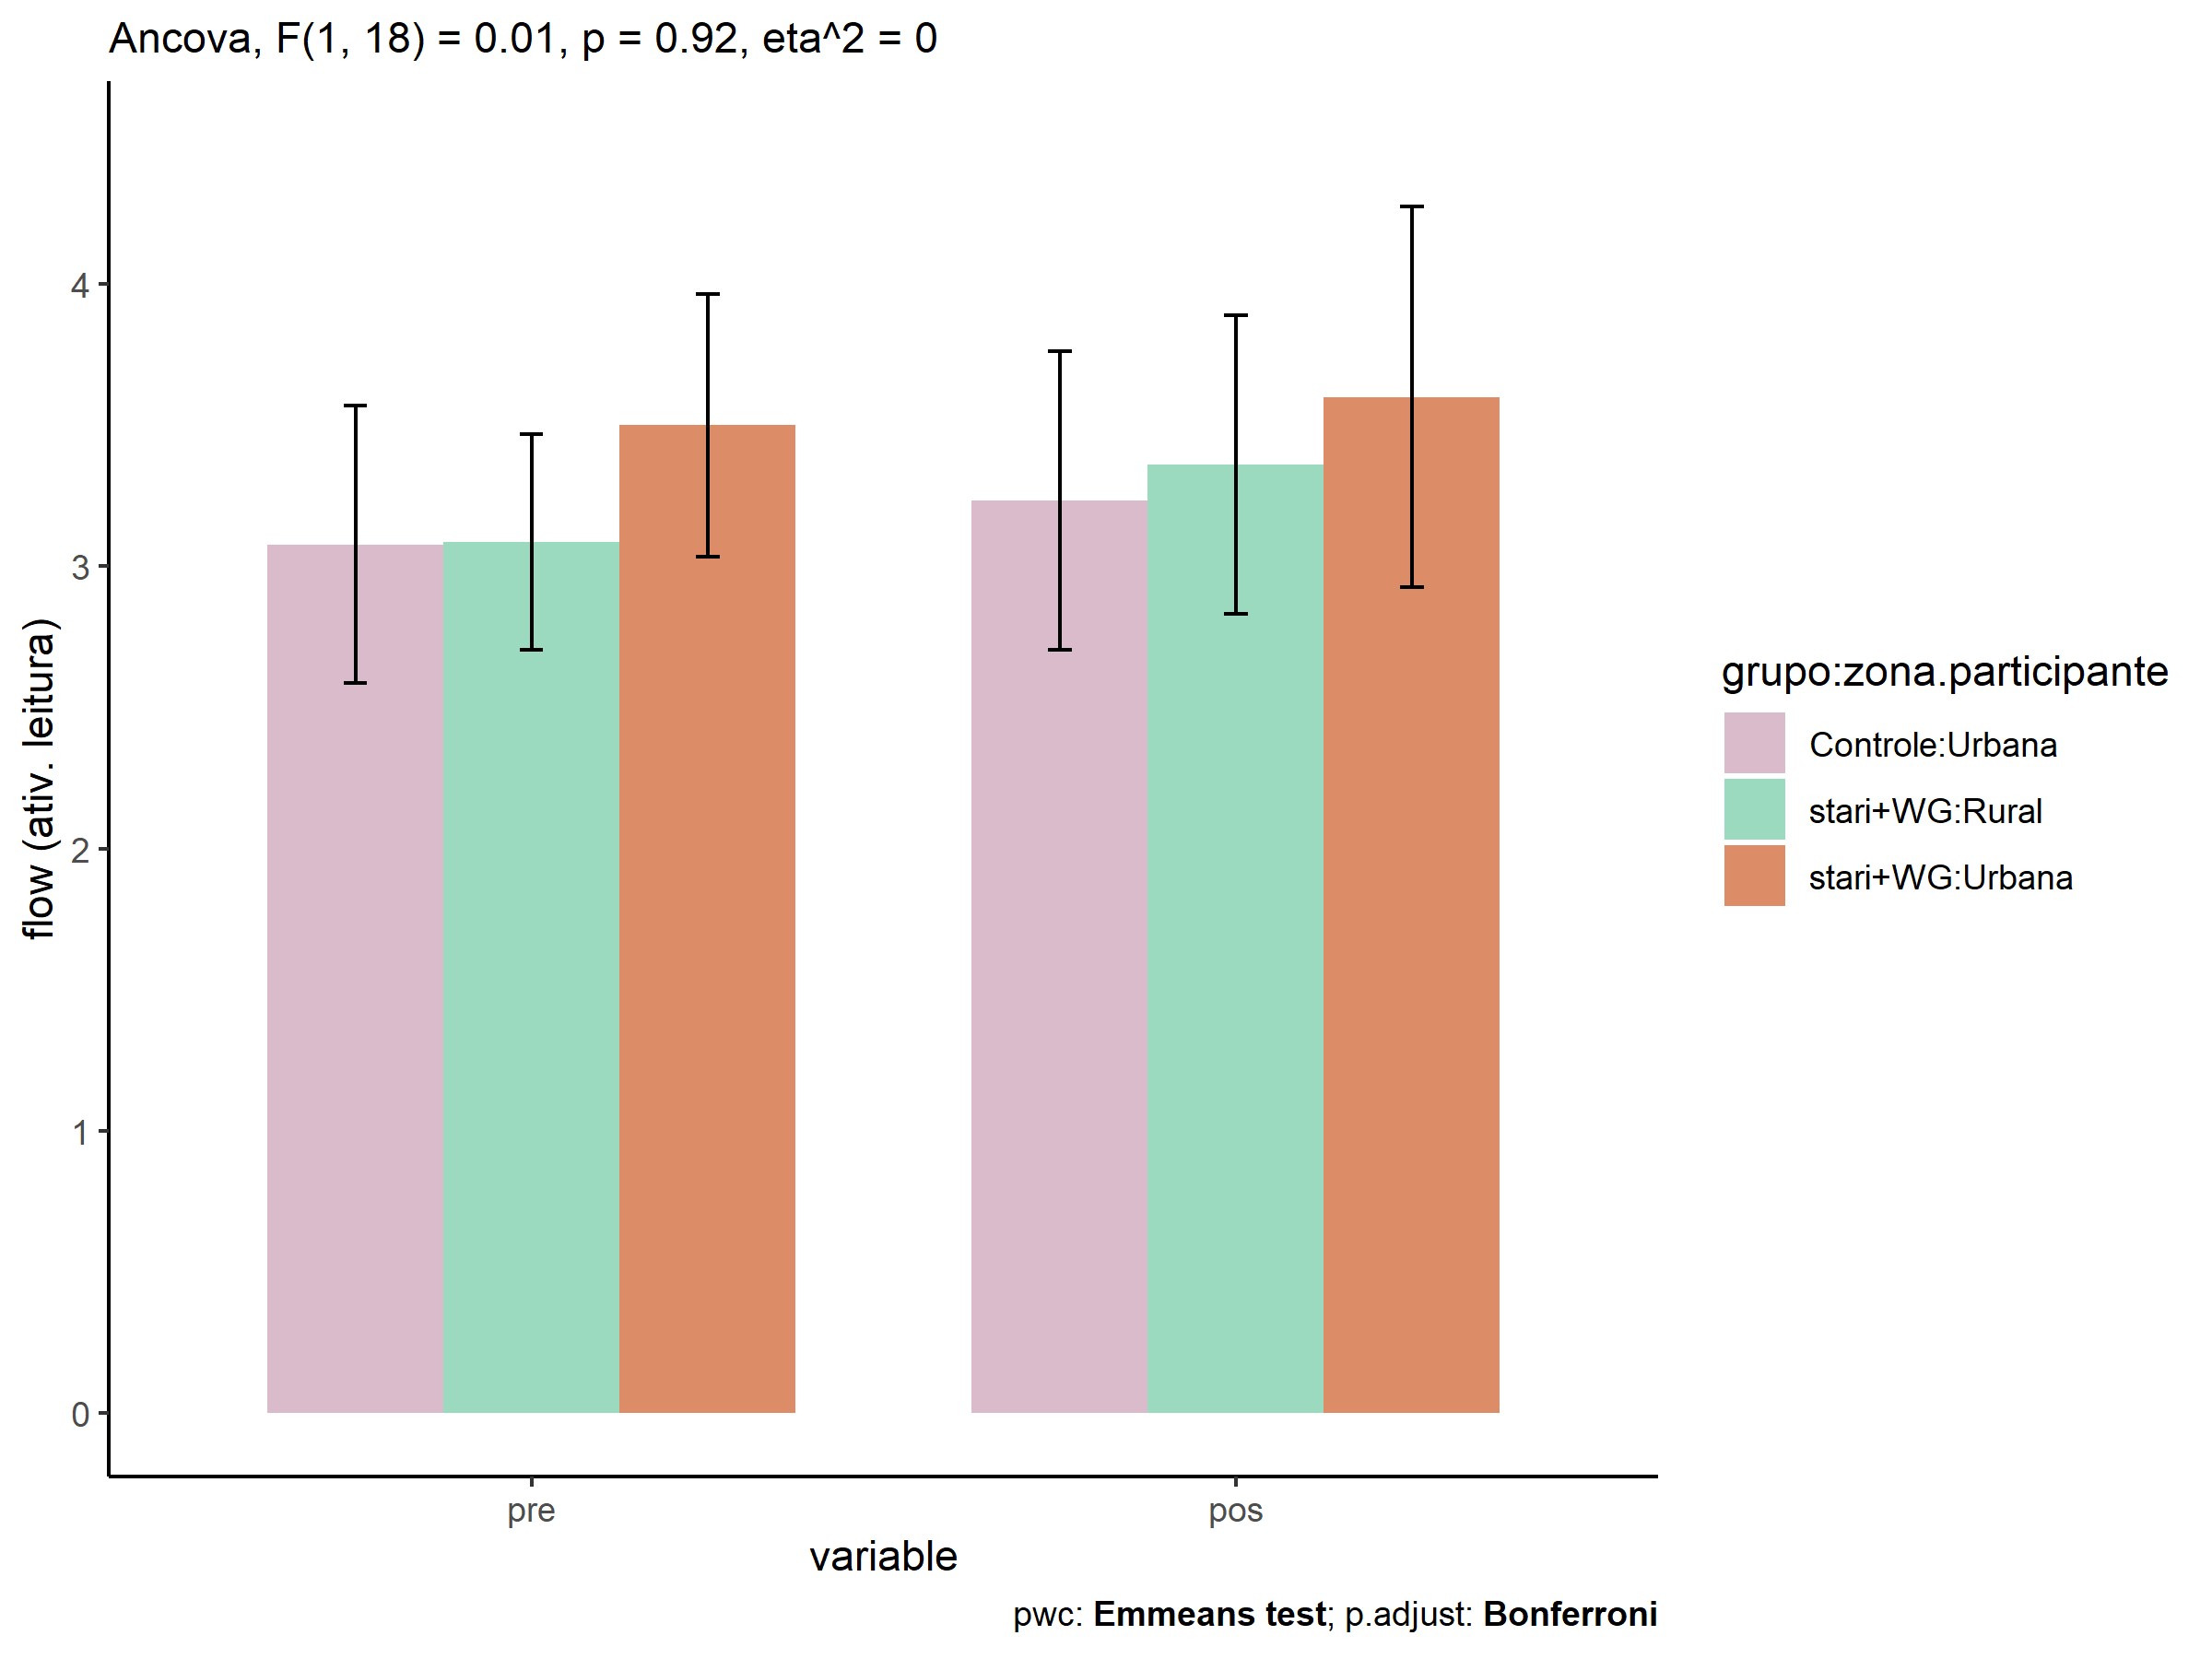 Ancova, F(1, 18) = 0.01, p = 0.92, eta^2 = 0
flow (ativ. leitura)
4
3
2
1
0
pre
pos
variable
grupo:zona.participante
Controle:Urbana
stari+WG:Rural
stari+WG:Urbana
pwc: Emmeans test; p.adjust: Bonferroni